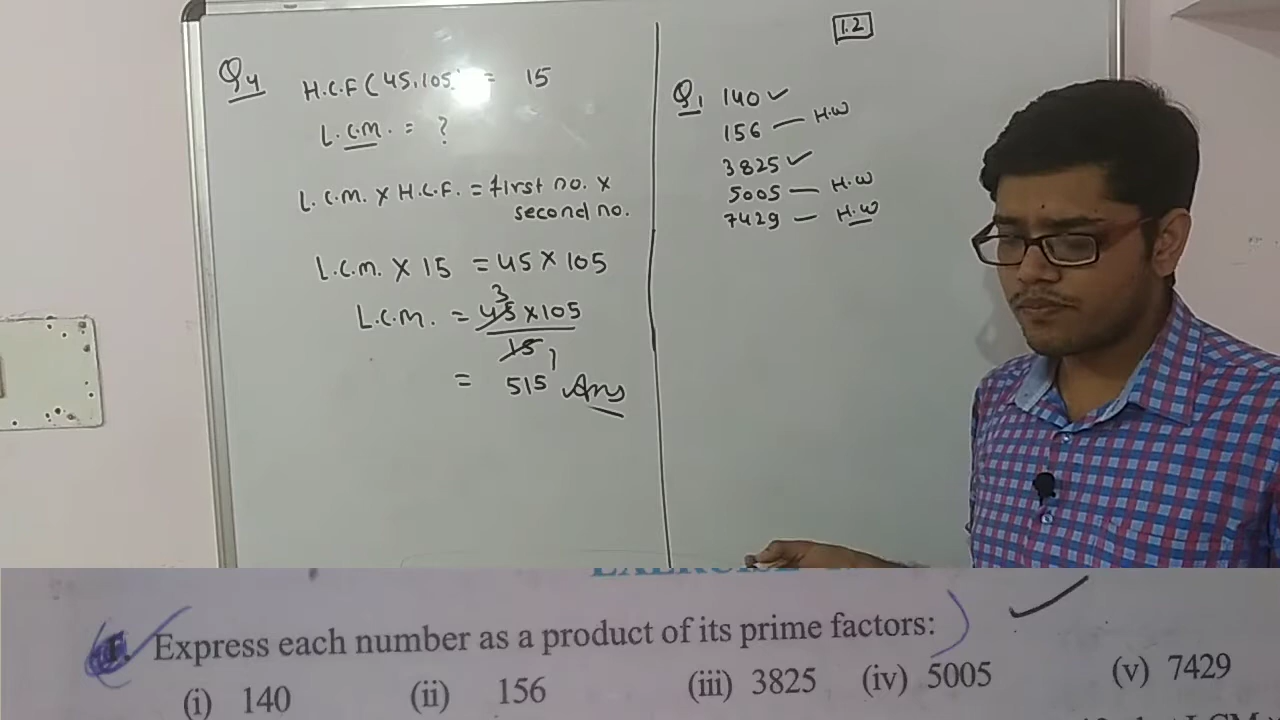 Q4 H.C.F (45,105) = 15
L.C.M. = ?
L.C.M. X H.C.F. = first no. x
second no.
L.C.M. X 15 = 45 X 105
L.C.M. = 45 X 105
3
15 1
= 515 Ans
1.2
Q1 140 ✓
156 — H.W
3825 ✓
5005 — H.W
7429 — H.W
1. Express each number as a product of its prime factors:
(i) 140 (ii) 156 (iii) 3825 (iv) 5005 (v) 7429